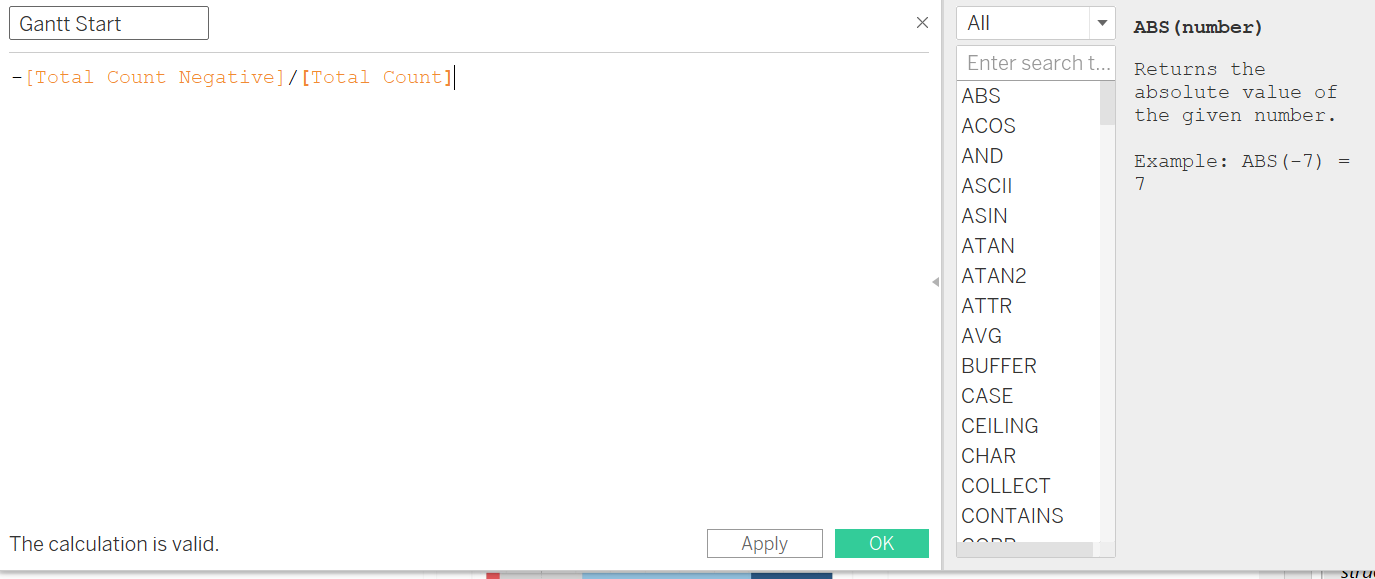 Gantt Start
-[Total Count Negative]/[Total Count]
The calculation is valid.
Apply
OK
All
Enter search t...
ABS
ACOS
AND
ASCII
ASIN
ATAN
ATAN2
ATTR
AVG
BUFFER
CASE
CEILING
CHAR
COLLECT
CONTAINS
ABS(number)
Returns the
absolute value of
the given number.
Example: ABS(-7) =
7